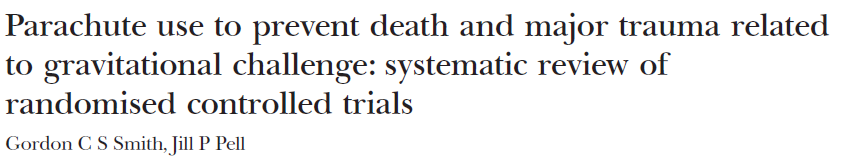 Parachute use to prevent death and major trauma related
to gravitational challenge: systematic review of
randomised controlled trials
Gordon C S Smith, Jill P Pell